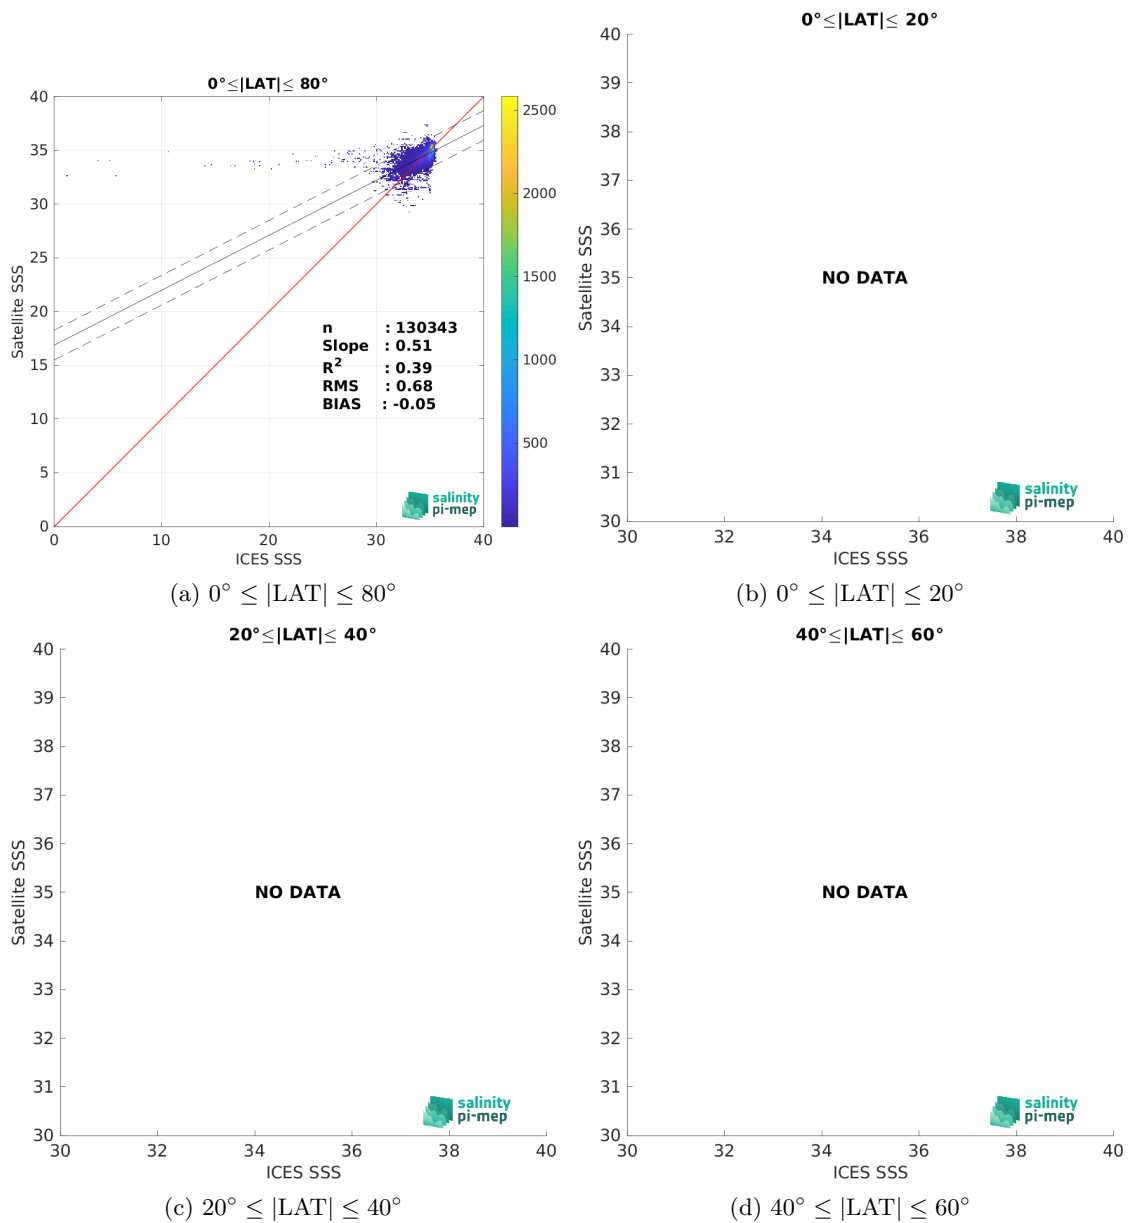 0°≤|LAT|≤ 80°
40
35
30
25
20
15
10
5
0
Satellite SSS
0
10
20
30
40
ICES SSS
n : 130343
Slope : 0.51
R² : 0.39
RMS : 0.68
BIAS : -0.05
salinity
pi-mep
2500
2000
1500
1000
500
(a) 0° ≤ |LAT| ≤ 80°
0°≤|LAT|≤ 20°
40
39
38
37
36
35
34
33
32
31
30
Satellite SSS
NO DATA
salinity
pi-mep
30
32
34
36
38
40
ICES SSS
(b) 0° ≤ |LAT| ≤ 20°
20°≤|LAT|≤ 40°
40
39
38
37
36
35
34
33
32
31
30
Satellite SSS
NO DATA
salinity
pi-mep
30
32
34
36
38
40
ICES SSS
(c) 20° ≤ |LAT| ≤ 40°
40°≤|LAT|≤ 60°
40
39
38
37
36
35
34
33
32
31
30
Satellite SSS
NO DATA
salinity
pi-mep
30
32
34
36
38
40
ICES SSS
(d) 40° ≤ |LAT| ≤ 60°